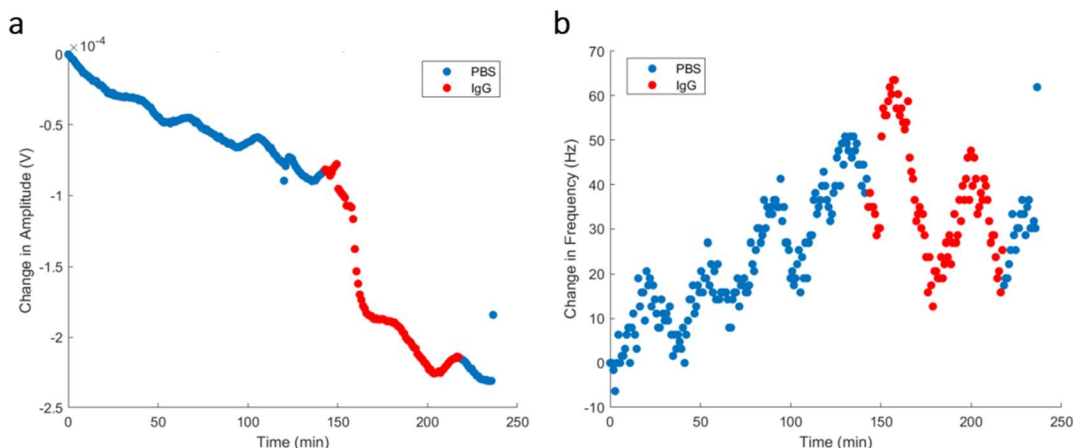 a
×10⁻⁴
0
-0.5
-1
-1.5
-2
-2.5
0 50 100 150 200 250
Change in Amplitude (V)
Time (min)
PBS
IgG
b
70
60
50
40
30
20
10
0
-10
0 50 100 150 200 250
Change in Frequency (Hz)
Time (min)
PBS
IgG